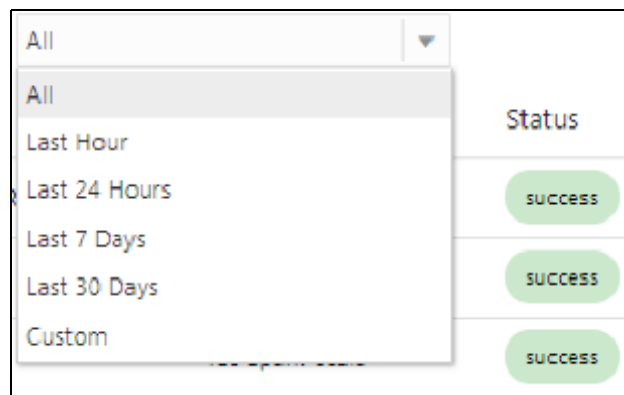 All
All
Last Hour
Status
Last 24 Hours
success
Last 7 Days
success
Last 30 Days
Custom
success